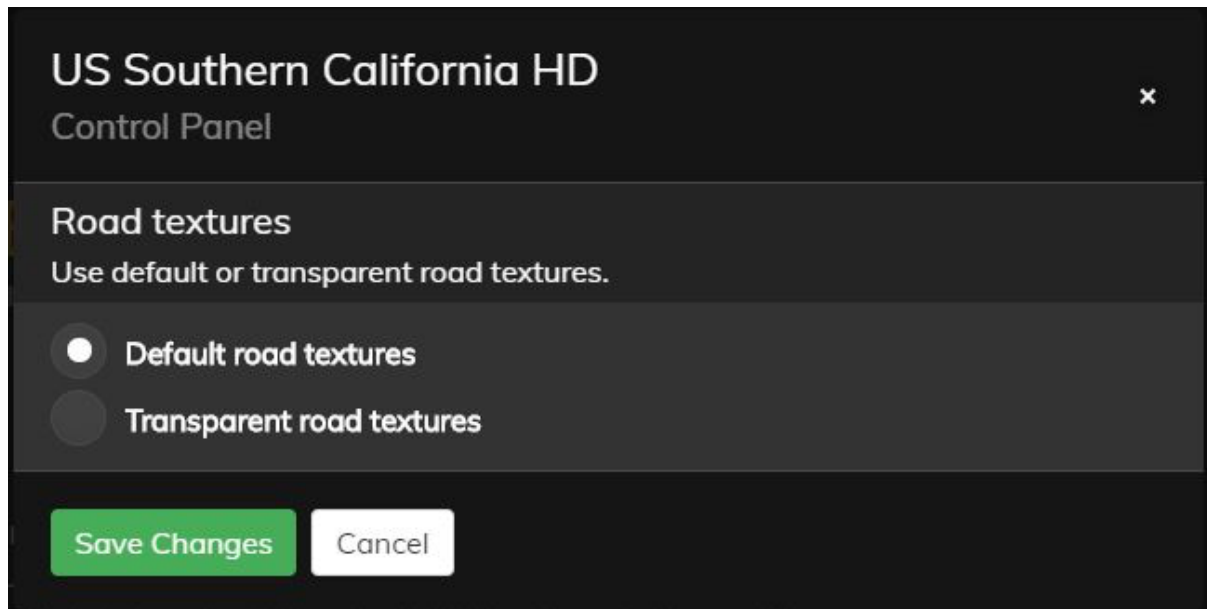 US Southern California HD
Control Panel
×
Road textures
Use default or transparent road textures.
Default road textures
Transparent road textures
Save Changes
Cancel